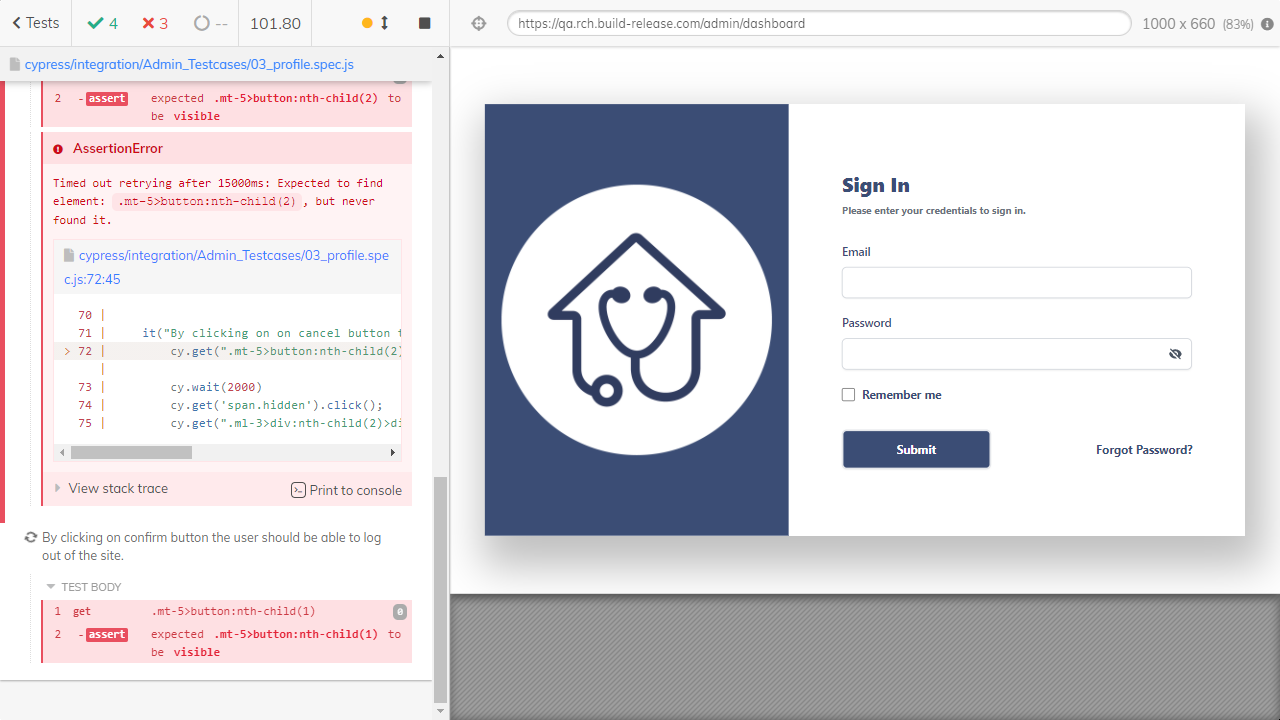 Tests
4
3
--
101.80
https://qa.rch.build-release.com/admin/dashboard
1000 x 660 (83%)
cypress/integration/Admin_Testcases/03_profile.spec.js
2 -assert expected .mt-5>button:nth-child(2) to
be visible
AssertionError
Timed out retrying after 15000ms: Expected to find
element: .mt-5>button:nth-child(2), but never
found it.
cypress/integration/Admin_Testcases/03_profile.spe
c.js:72:45
70 |
71 | it("By clicking on on cancel button t
> 72 | cy.get(".mt-5>button:nth-child(2)
|
73 | cy.wait(2000)
74 | cy.get('span.hidden').click();
75 | cy.get(".ml-3>div:nth-child(2)>di
View stack trace
Print to console
By clicking on confirm button the user should be able to log
out of the site.
TEST BODY
1 get .mt-5>button:nth-child(1) 0
2 -assert expected .mt-5>button:nth-child(1) to
be visible
Sign In
Please enter your credentials to sign in.
Email
Password
Remember me
Submit
Forgot Password?